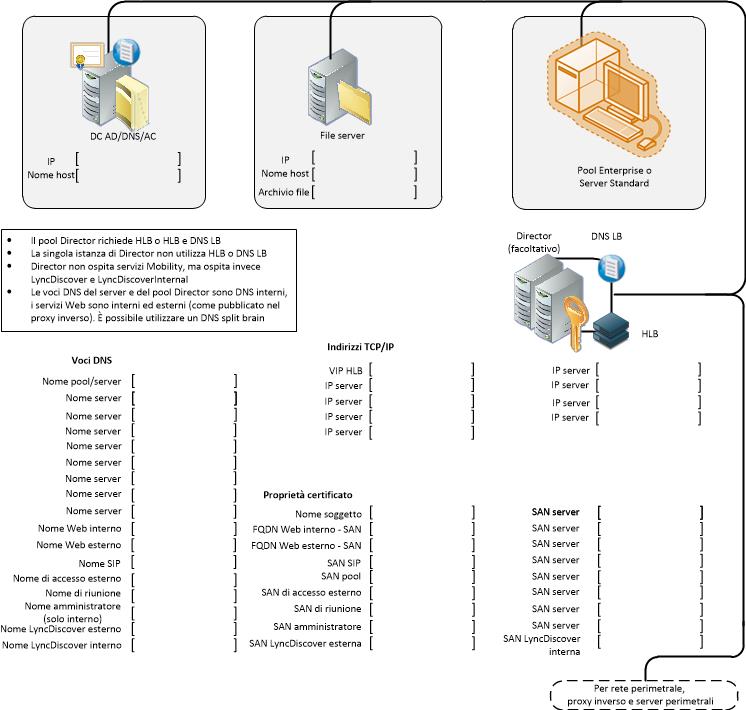 DC AD/DNS/AC
IP [ ]
Nome host [ ]
File server
IP [ ]
Nome host [ ]
Archivio file [ ]
Pool Enterprise o
Server Standard
• Il pool Director richiede HLB o HLB e DNS LB
• La singola istanza di Director non utilizza HLB o DNS LB
• Director non ospita servizi Mobility, ma ospita invece
LyncDiscover e LyncDiscoverInternal
• Le voci DNS del server e del pool Director sono DNS interni,
i servizi Web sono interni ed esterni (come pubblicato nel
proxy inverso). È possibile utilizzare un DNS split brain
Director
(facoltativo)
DNS LB
HLB
Voci DNS
Nome pool/server [ ]
Nome server [ ]
Nome server [ ]
Nome server [ ]
Nome server [ ]
Nome server [ ]
Nome server [ ]
Nome server [ ]
Nome server [ ]
Nome Web interno [ ]
Nome Web esterno [ ]
Nome SIP [ ]
Nome di accesso esterno [ ]
Nome di riunione [ ]
Nome amministratore
(solo interno) [ ]
Nome LyncDiscover esterno [ ]
Nome LyncDiscover interno [ ]
Indirizzi TCP/IP
VIP HLB [ ]
IP server [ ]
IP server [ ]
IP server [ ]
IP server [ ]
IP server [ ]
IP server [ ]
IP server [ ]
IP server [ ]
Proprietà certificato
Nome soggetto [ ]
FQDN Web interno - SAN [ ]
FQDN Web esterno - SAN [ ]
SAN SIP [ ]
SAN pool [ ]
SAN di accesso esterno [ ]
SAN di riunione [ ]
SAN amministratore [ ]
SAN LyncDiscover esterna [ ]
SAN server [ ]
SAN server [ ]
SAN server [ ]
SAN server [ ]
SAN server [ ]
SAN server [ ]
SAN server [ ]
SAN server [ ]
SAN LyncDiscover
interna [ ]
Per rete perimetrale,
proxy inverso e server perimetrali